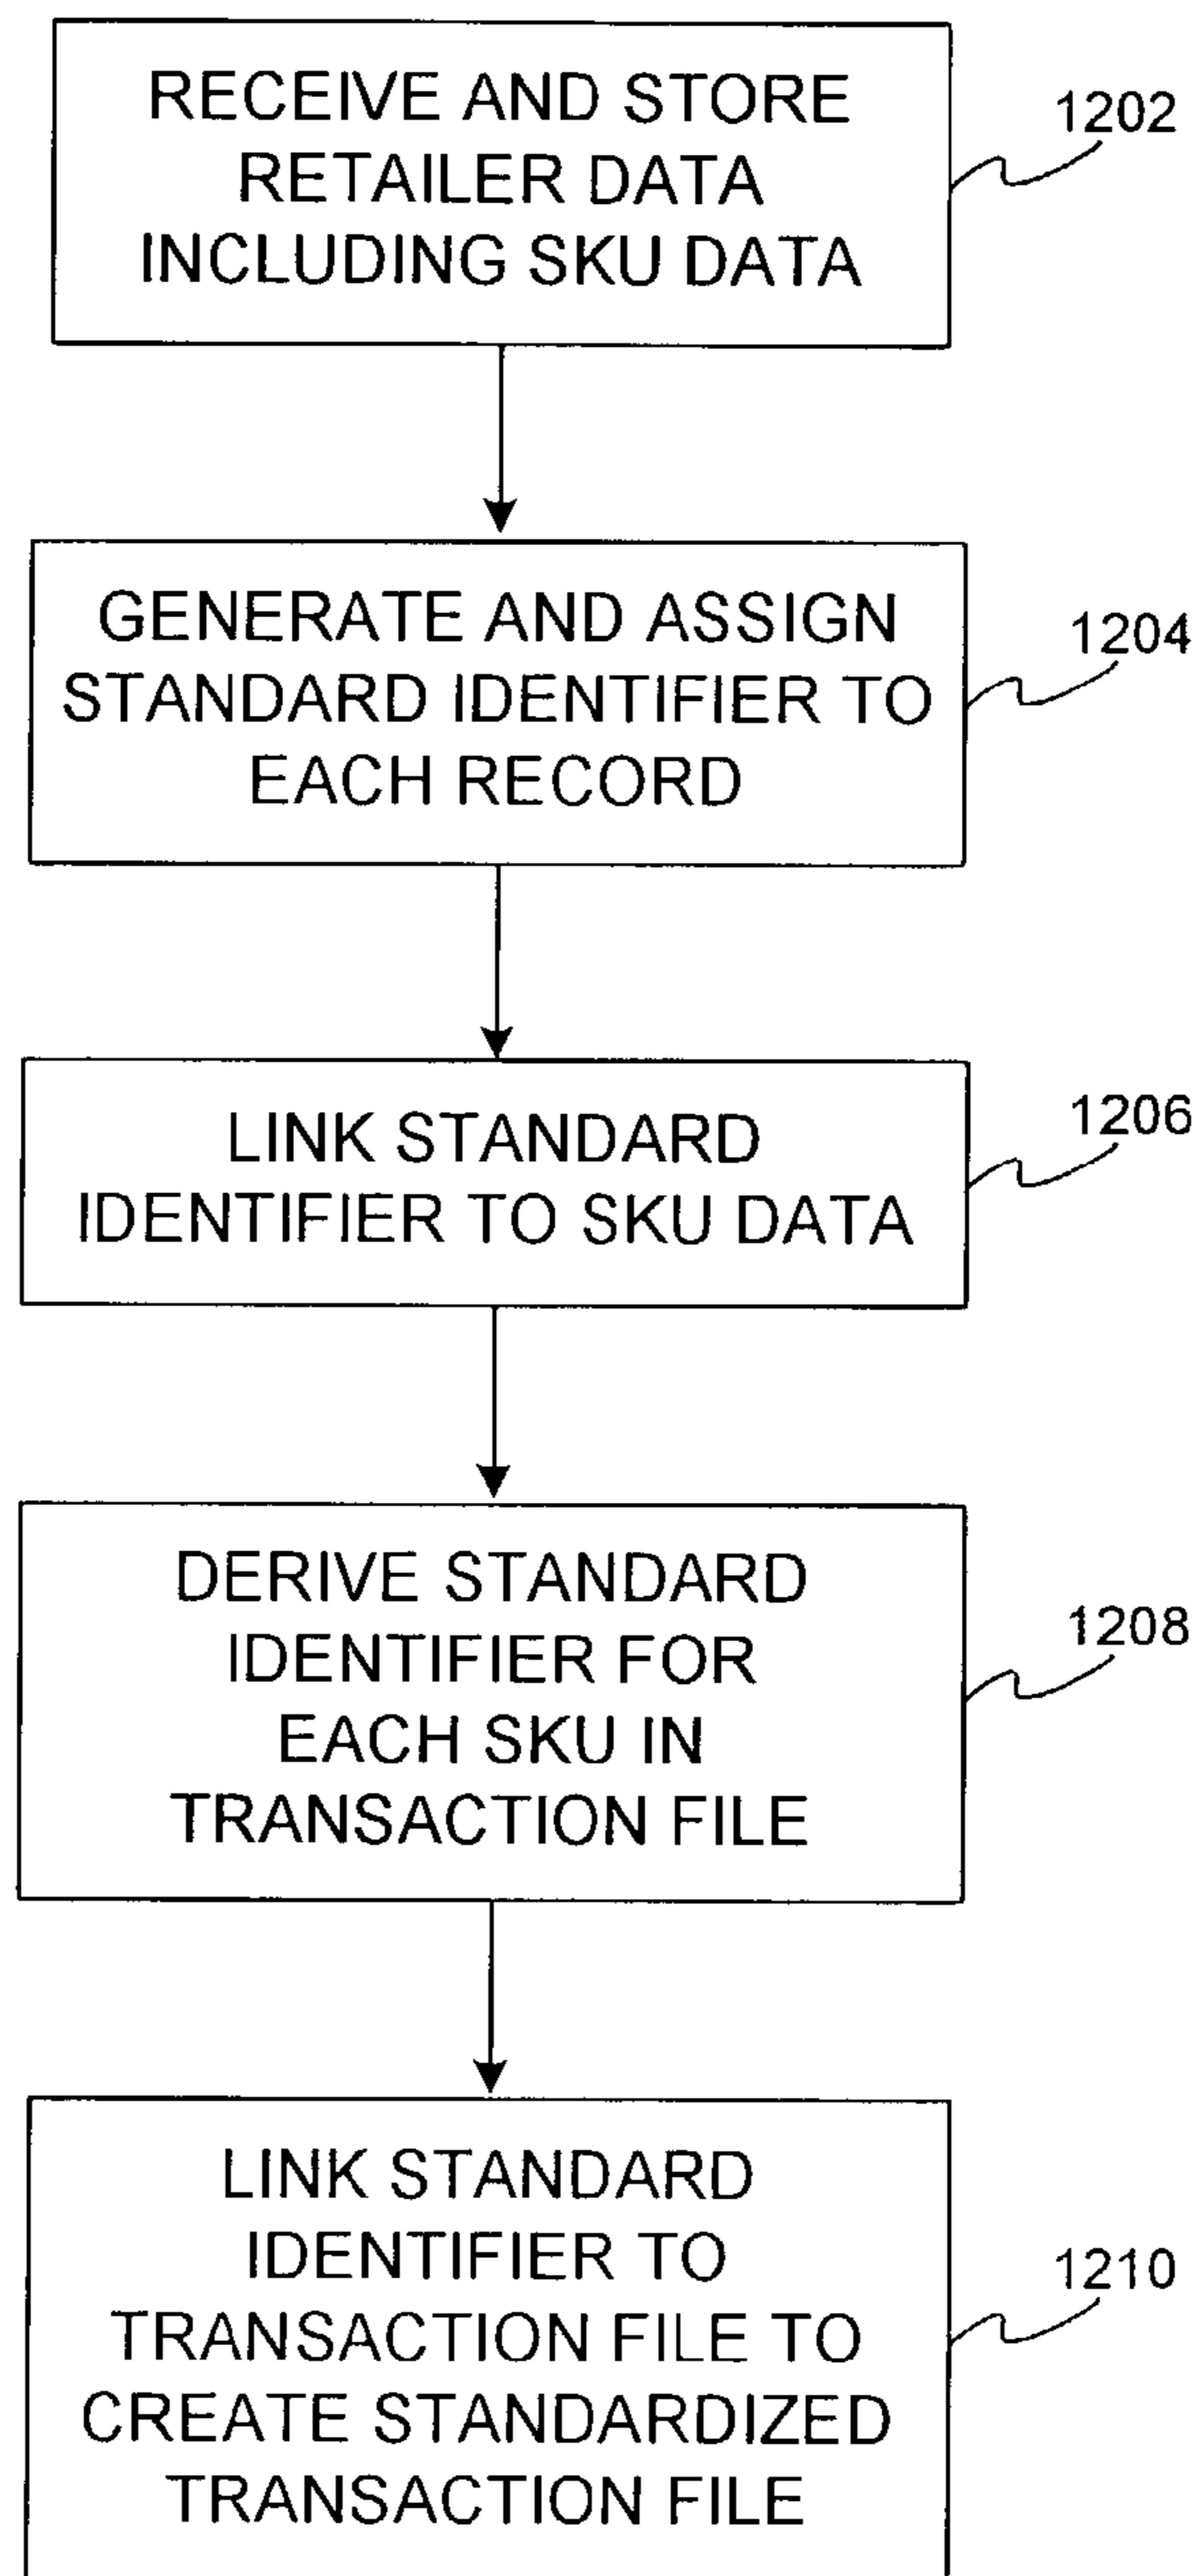 RECEIVE AND STORE
RETAILER DATA
INCLUDING SKU DATA
1202
GENERATE AND ASSIGN
STANDARD IDENTIFIER TO
EACH RECORD
1204
LINK STANDARD
IDENTIFIER TO SKU DATA
1206
DERIVE STANDARD
IDENTIFIER FOR
EACH SKU IN
TRANSACTION FILE
1208
LINK STANDARD
IDENTIFIER TO
TRANSACTION FILE TO
CREATE STANDARDIZED
TRANSACTION FILE
1210